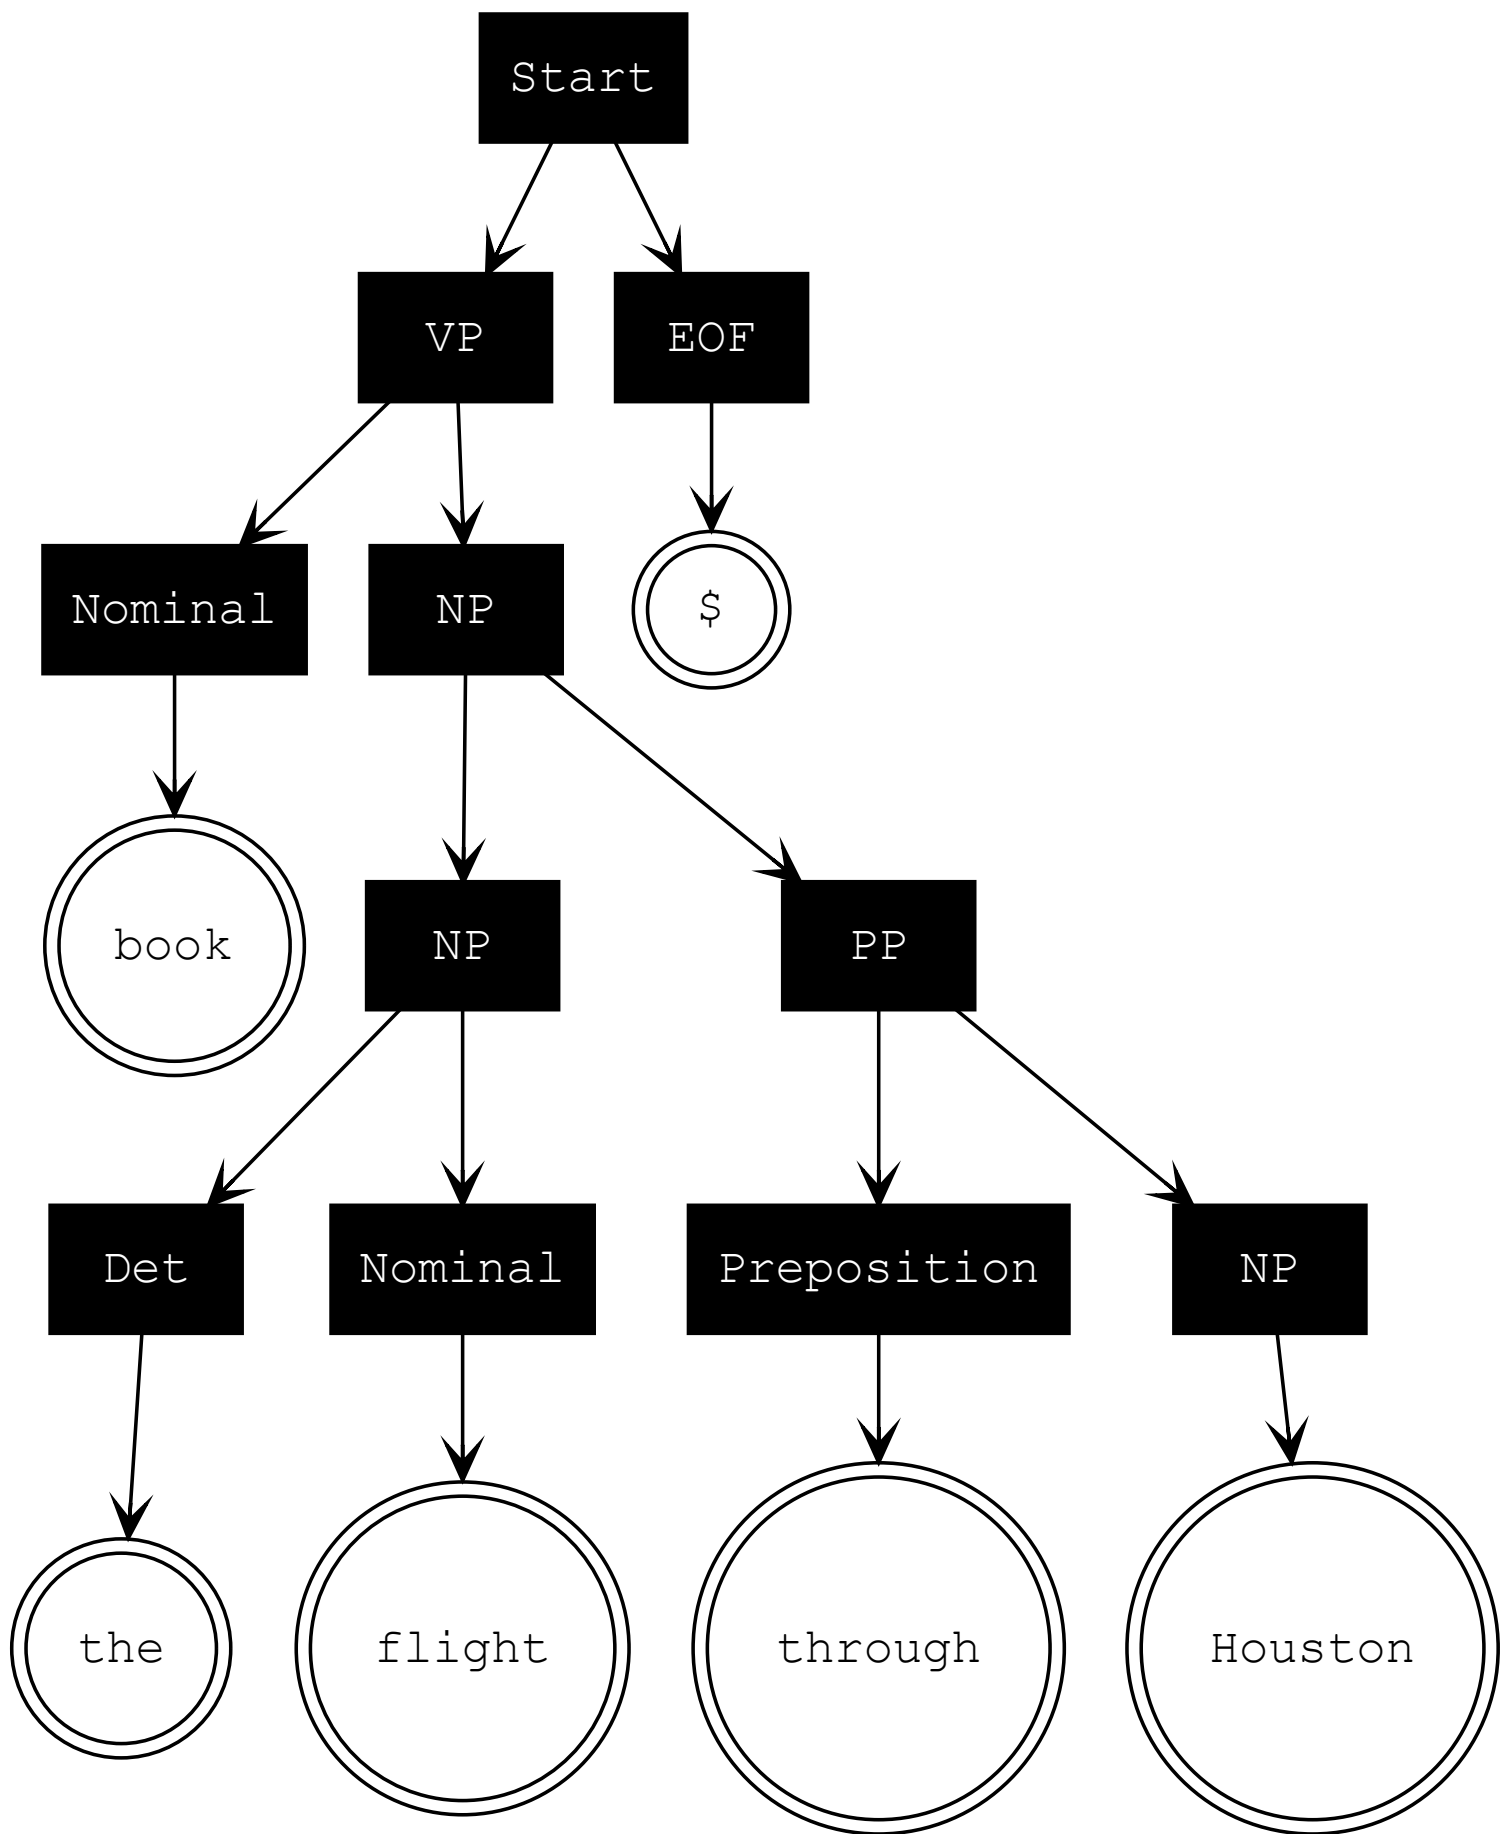 Start
VP EOF
Nominal NP $
book NP PP
Det Nominal Preposition NP
the flight through Houston